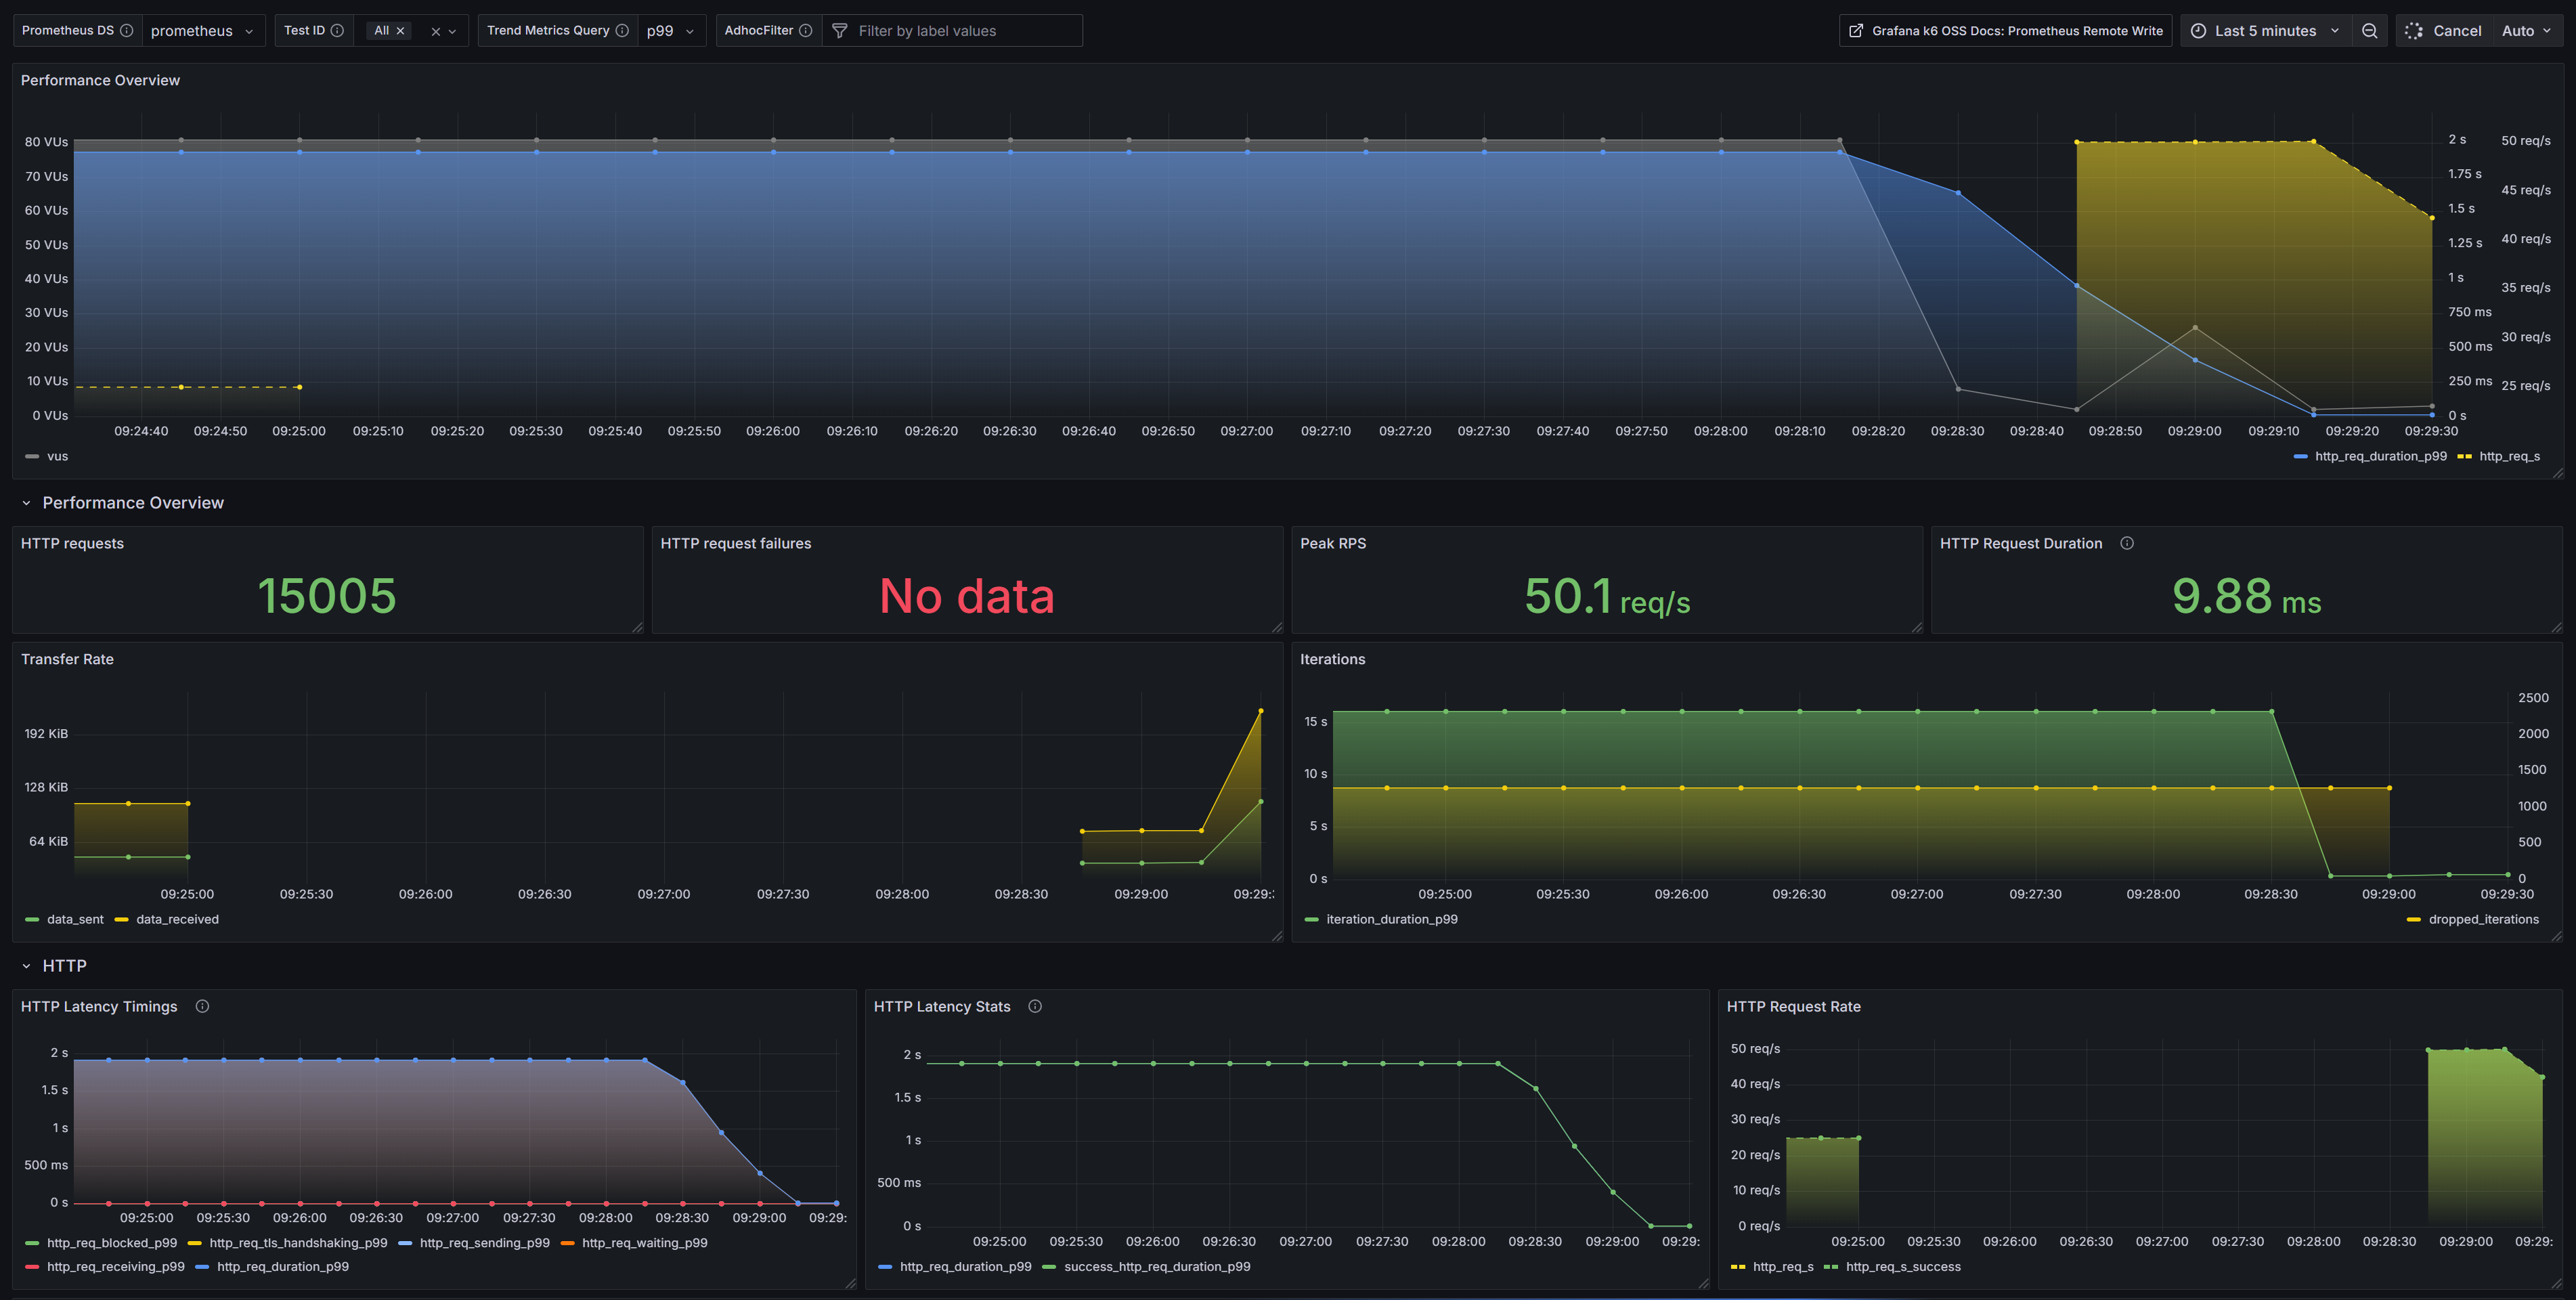 Prometheus DS prometheus Test ID All Trend Metrics Query p99 AdhocFilter Filter by label values Grafana k6 OSS Docs: Prometheus Remote Write Last 5 minutes Cancel Auto
Performance Overview
80 VUs
70 VUs
60 VUs
50 VUs
40 VUs
30 VUs
20 VUs
10 VUs
0 VUs
2 s
1.75 s
1.5 s
1.25 s
1 s
750 ms
500 ms
250 ms
0 s
50 req/s
45 req/s
40 req/s
35 req/s
30 req/s
25 req/s
09:24:40 09:24:50 09:25:00 09:25:10 09:25:20 09:25:30 09:25:40 09:25:50 09:26:00 09:26:10 09:26:20 09:26:30 09:26:40 09:26:50 09:27:00 09:27:10 09:27:20 09:27:30 09:27:40 09:27:50 09:28:00 09:28:10 09:28:20 09:28:30 09:28:40 09:28:50 09:29:00 09:29:10 09:29:20 09:29:30
vus http_req_duration_p99 http_req_s
Performance Overview
HTTP requests
15005
HTTP request failures
No data
Peak RPS
50.1 req/s
HTTP Request Duration
9.88 ms
Transfer Rate
192 KiB
128 KiB
64 KiB
09:25:00 09:25:30 09:26:00 09:26:30 09:27:00 09:27:30 09:28:00 09:28:30 09:29:00 09:29:
data_sent data_received
Iterations
15 s
10 s
5 s
0 s
2500
2000
1500
1000
500
0
09:25:00 09:25:30 09:26:00 09:26:30 09:27:00 09:27:30 09:28:00 09:28:30 09:29:00 09:29:30
iteration_duration_p99 dropped_iterations
HTTP
HTTP Latency Timings
2 s
1.5 s
1 s
500 ms
0 s
09:25:00 09:25:30 09:26:00 09:26:30 09:27:00 09:27:30 09:28:00 09:28:30 09:29:00 09:29:
http_req_blocked_p99 http_req_tls_handshaking_p99 http_req_sending_p99 http_req_waiting_p99
http_req_receiving_p99 http_req_duration_p99
HTTP Latency Stats
2 s
1.5 s
1 s
500 ms
0 s
09:25:00 09:25:30 09:26:00 09:26:30 09:27:00 09:27:30 09:28:00 09:28:30 09:29:00 09:29:
http_req_duration_p99 success_http_req_duration_p99
HTTP Request Rate
50 req/s
40 req/s
30 req/s
20 req/s
10 req/s
0 req/s
09:25:00 09:25:30 09:26:00 09:26:30 09:27:00 09:27:30 09:28:00 09:28:30 09:29:00 09:29:
http_req_s http_req_s_success